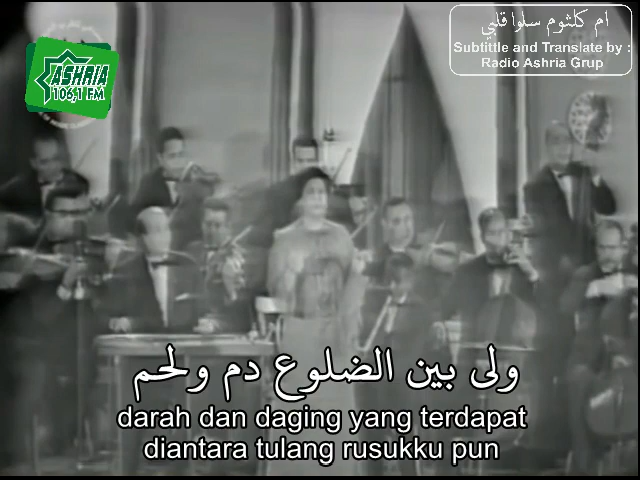 ASHRIA
106,1 FM
ام كلثوم سلوا قلبي
Subtittle and Translate by :
Radio Ashria Grup
ولى بين الضلوع دم ولحم
darah dan daging yang terdapat
diantara tulang rusukku pun